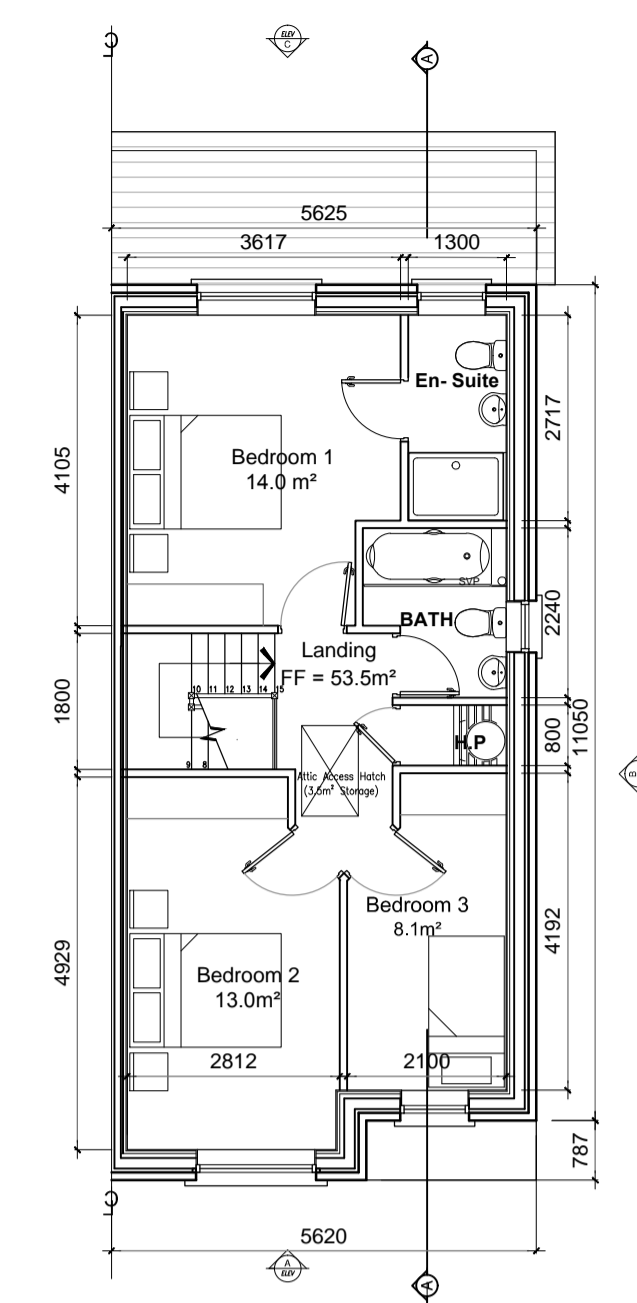 ELEV
C
A
5625
3617
1300
En- Suite
2717
4105
Bedroom 1
14.0 m²
SVP
BATH
2240
Landing
FF = 53.5m²
1800
10 11 12 13 14 15
9 8
H.P
800
11050
Attic Access Hatch
(3.5m² Storage)
B
Bedroom 3
8.1m²
4192
4929
Bedroom 2
13.0m²
2812
2100
787
5620
A
ELEV
A